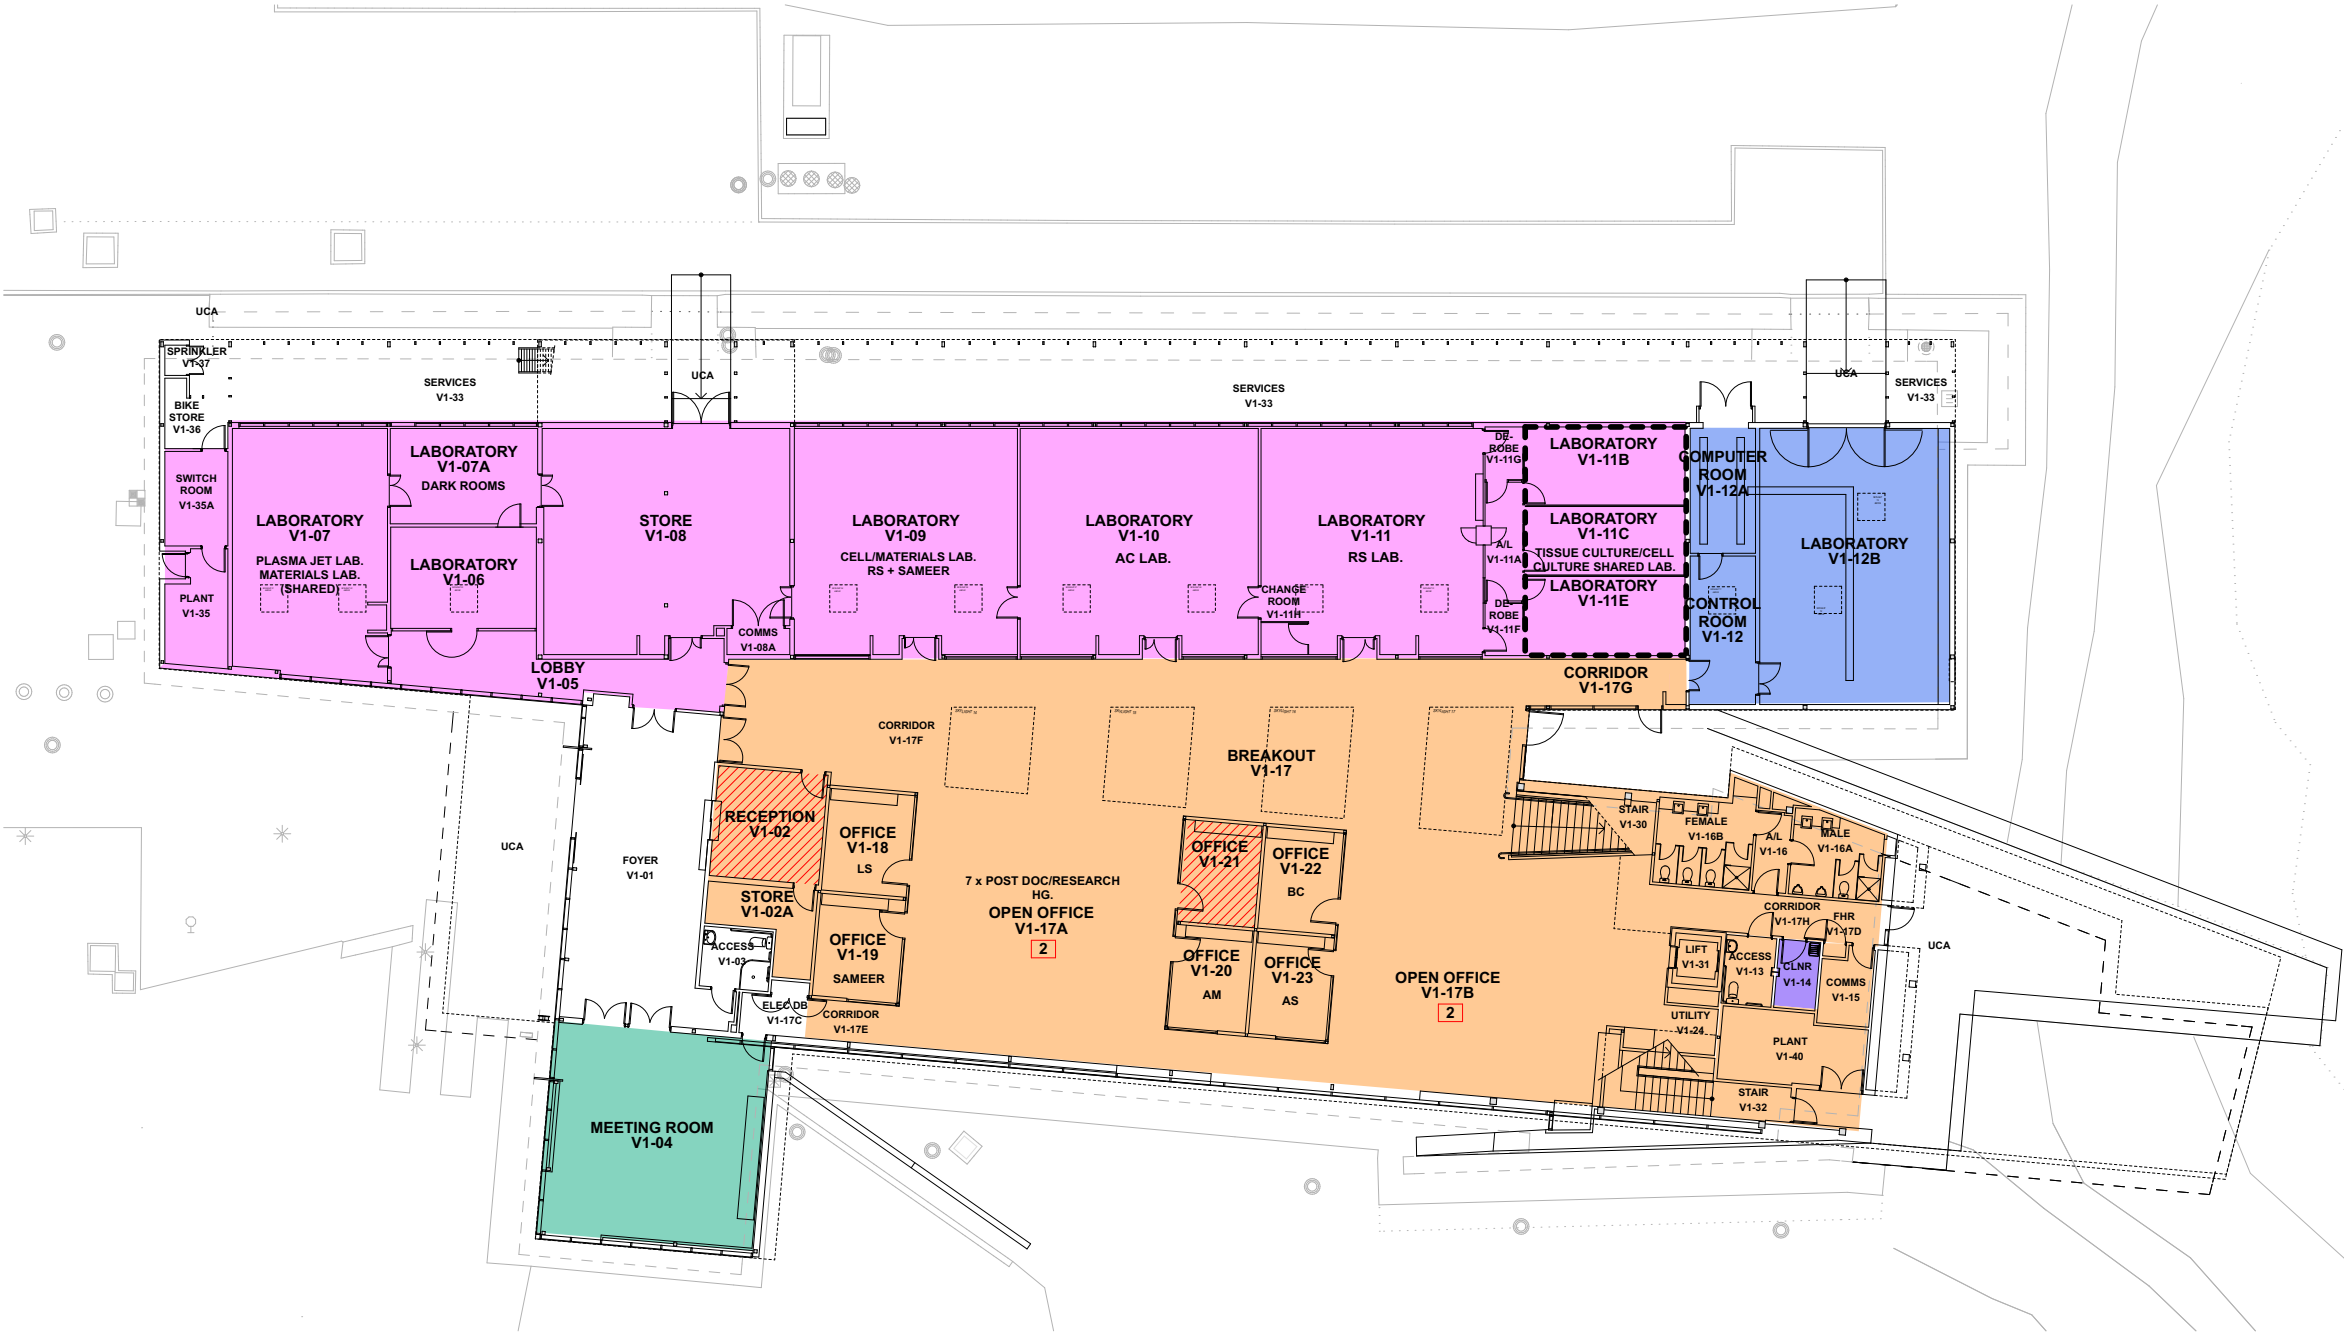 UCA
SPRINKLER
V1-37
BIKE
STORE
V1-36
SERVICES
V1-33
UCA
SERVICES
V1-33
UCA
SERVICES
V1-33
SWITCH
ROOM
V1-35A
PLANT
V1-35
LABORATORY
V1-07
PLASMA JET LAB.
MATERIALS LAB.
(SHARED)
LABORATORY
V1-07A
DARK ROOMS
LABORATORY
V1-06
STORE
V1-08
COMMS
V1-08A
LOBBY
V1-05
LABORATORY
V1-09
CELL/MATERIALS LAB.
RS + SAMEER
LABORATORY
V1-10
AC LAB.
LABORATORY
V1-11
RS LAB.
CHANGE
ROOM
V1-11H
DE-
ROBE
V1-11G
A/L
V1-11A
DE-
ROBE
V1-11F
LABORATORY
V1-11B
LABORATORY
V1-11C
TISSUE CULTURE/CELL
CULTURE SHARED LAB.
LABORATORY
V1-11E
COMPUTER
ROOM
V1-12A
CONTROL
ROOM
V1-12
LABORATORY
V1-12B
CORRIDOR
V1-17G
CORRIDOR
V1-17F
BREAKOUT
V1-17
UCA
FOYER
V1-01
RECEPTION
V1-02
STORE
V1-02A
ACCESS
V1-03
ELEC DB
V1-17C
CORRIDOR
V1-17E
MEETING ROOM
V1-04
OFFICE
V1-18
LS
OFFICE
V1-19
SAMEER
7 x POST DOC/RESEARCH
HG.
OPEN OFFICE
V1-17A
2
OFFICE
V1-21
OFFICE
V1-22
BC
OFFICE
V1-20
AM
OFFICE
V1-23
AS
OPEN OFFICE
V1-17B
2
STAIR
V1-30
FEMALE
V1-16B
A/L
V1-16
MALE
V1-16A
CORRIDOR
V1-17H
FHR
V1-17D
LIFT
V1-31
ACCESS
V1-13
CLNR
V1-14
COMMS
V1-15
UTILITY
V1-24
PLANT
V1-40
STAIR
V1-32
UCA